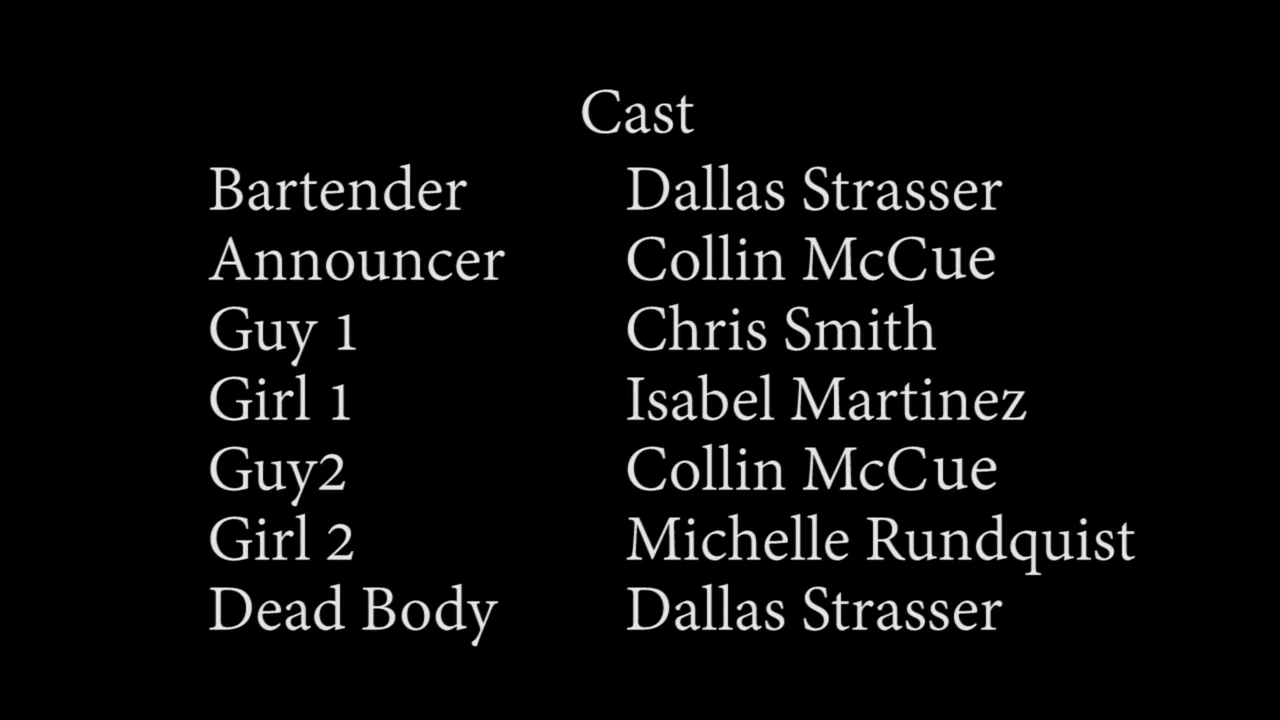 Cast
Bartender Dallas Strasser
Announcer Collin McCue
Guy 1 Chris Smith
Girl 1 Isabel Martinez
Guy2 Collin McCue
Girl 2 Michelle Rundquist
Dead Body Dallas Strasser